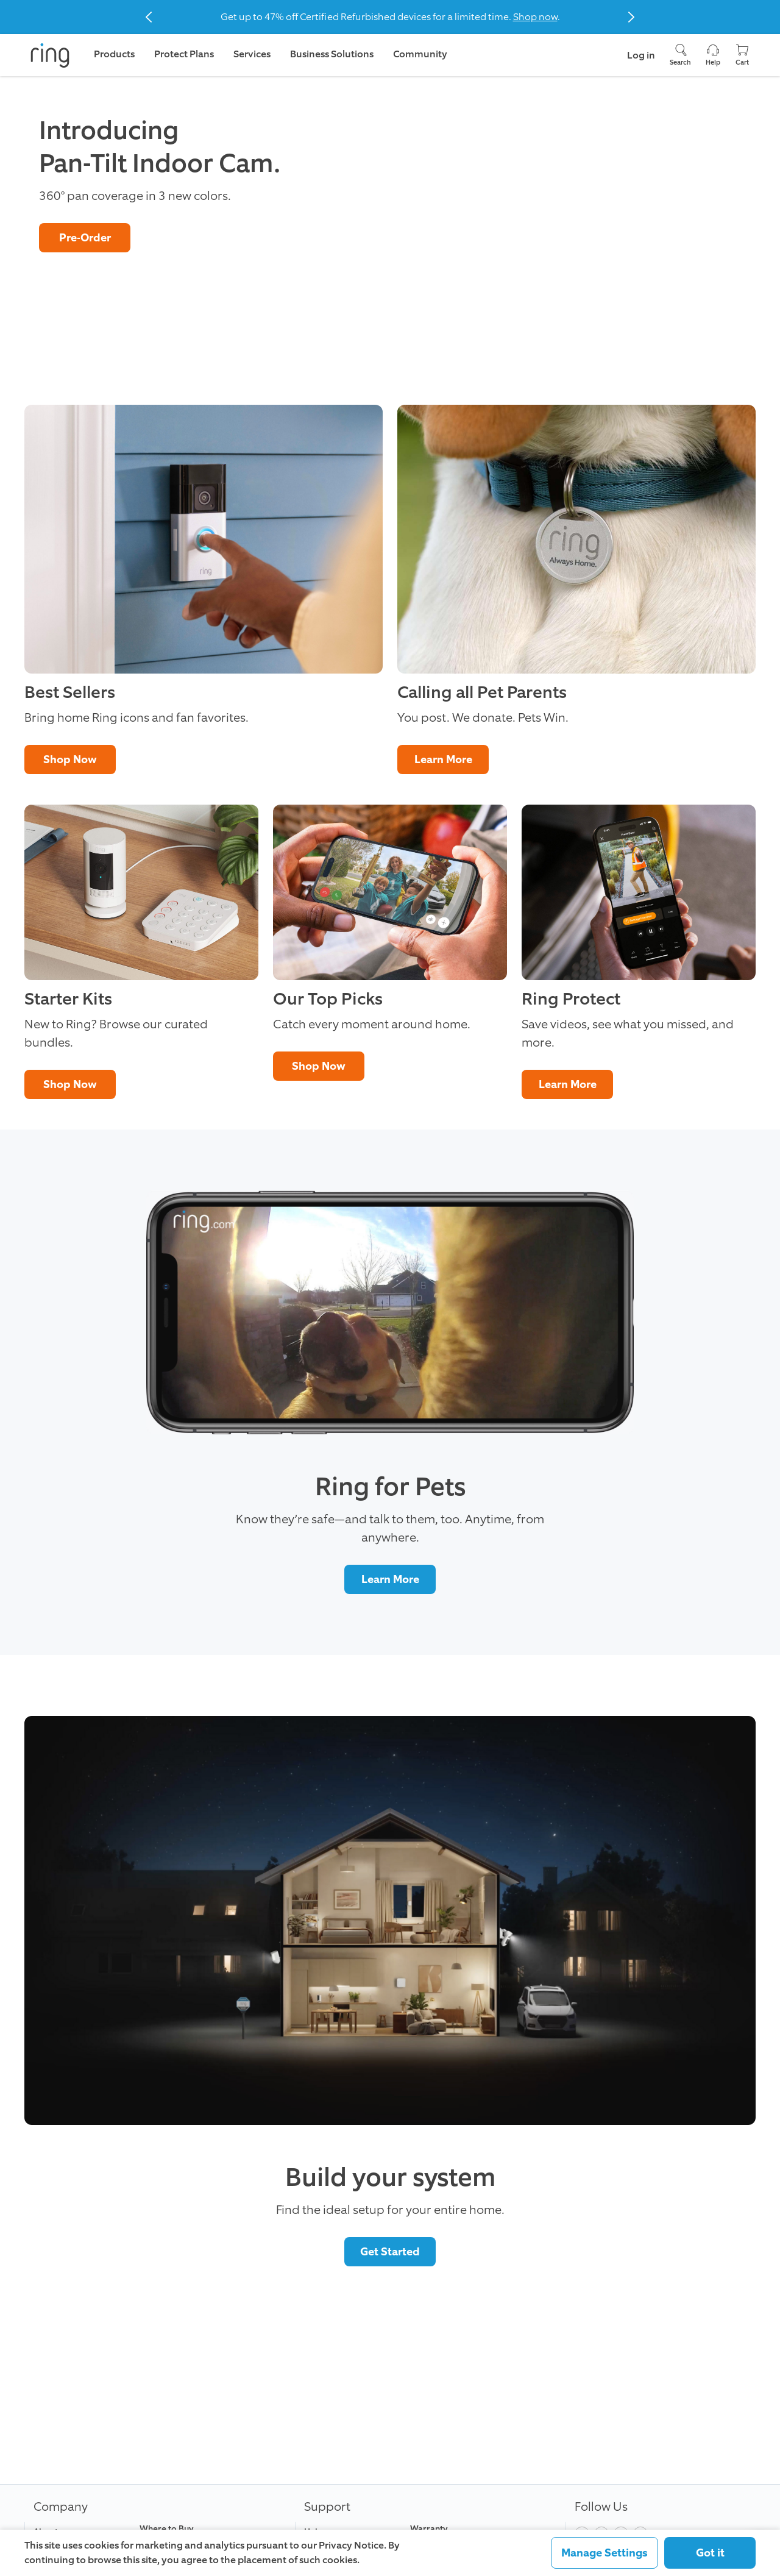 Get up to 47% off Certified Refurbished devices for a limited time. Shop now.
ring
Products
Protect Plans
Services
Business Solutions
Community
Log in
Search
Help
Cart
Introducing
Pan-Tilt Indoor Cam.
360° pan coverage in 3 new colors.
Pre-Order
ring
ring
Always Home.
Best Sellers
Bring home Ring icons and fan favorites.
Shop Now
Calling all Pet Parents
You post. We donate. Pets Win.
Learn More
Starter Kits
New to Ring? Browse our curated
bundles.
Shop Now
Our Top Picks
Catch every moment around home.
Shop Now
Ring Protect
Save videos, see what you missed, and
more.
Learn More
ring.com
Ring for Pets
Know they’re safe—and talk to them, too. Anytime, from
anywhere.
Learn More
Build your system
Find the ideal setup for your entire home.
Get Started
Company
Where to Buy
Support
Warranty
Follow Us
This site uses cookies for marketing and analytics pursuant to our Privacy Notice. By
continuing to browse this site, you agree to the placement of such cookies.
Manage Settings
Got it